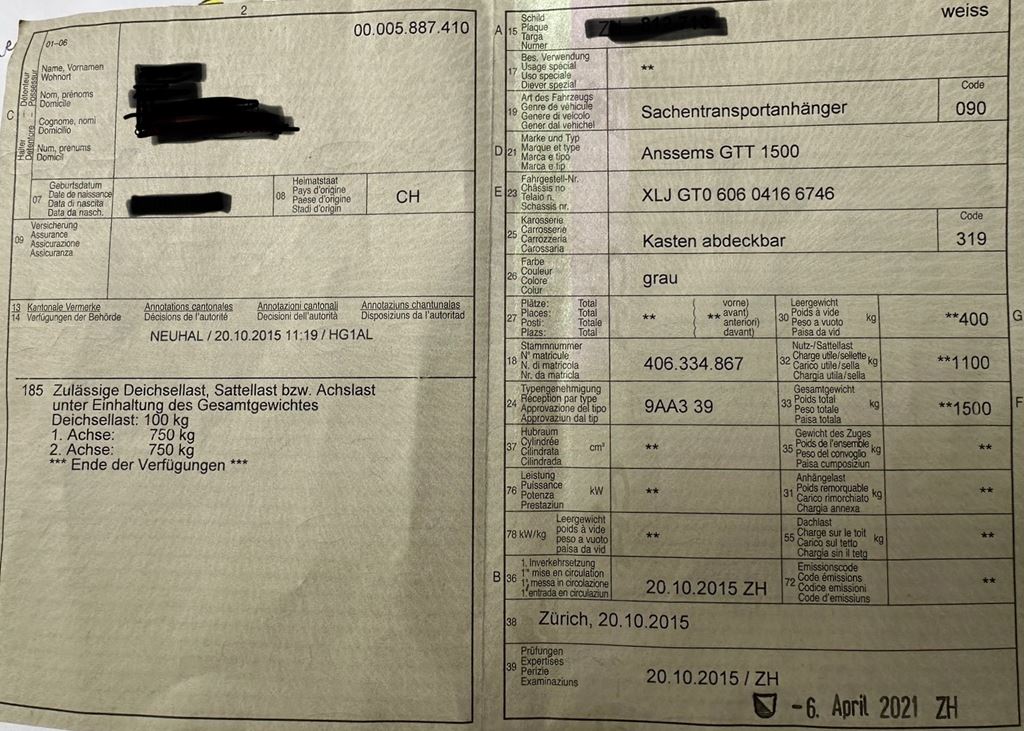 2
00.005.887.410
01-06
C
Halter
Détenteur
Detentore
Possessur
Name, Vornamen
Wohnort
Nom, prénoms
Domicile
Cognome, nomi
Domicilio
Num, prenums
Domicil
07
Geburtsdatum
Date de naissance
Data di nascita
Data da nasch.
08
Heimatstaat
Pays d'origine
Paese d'origine
Stadi d'origin
CH
09
Versicherung
Assurance
Assicurazione
Assicuranza
13 Kantonale Vermerke Annotations cantonales Annotazioni cantonali Annotaziuns chantunalas
14 Verfügungen der Behörde Décisions de l'autorité Decisioni dell'autorità Disposiziuns da l'autoritad
NEUHAL / 20.10.2015 11:19 / HG1AL
185 Zulässige Deichsellast, Sattellast bzw. Achslast
unter Einhaltung des Gesamtgewichtes
Deichsellast: 100 kg
1. Achse: 750 kg
2. Achse: 750 kg
*** Ende der Verfügungen ***
A 15
Schild
Plaque
Targa
Numer
weiss
17
Bes. Verwendung
Usage spécial
Uso speciale
Diever spezial
**
19
Art des Fahrzeugs
Genre de véhicule
Genere di veicolo
Gener dal vehichel
Sachentransportanhänger
Code
090
D 21
Marke und Typ
Marque et type
Marca e tipo
Marca e tip
Anssems GTT 1500
E 23
Fahrgestell-Nr.
Châssis no
Telaio n.
Schassis nr.
XLJ GT0 606 0416 6746
25
Karosserie
Carrosserie
Carrozzeria
Carossaria
Kasten abdeckbar
Code
319
26
Farbe
Couleur
Colore
Colur
grau
27
Plätze: Total
Places: Total
Posti: Totale
Plazs: Total
**
( vorne)
( ** avant)
( anteriori)
( davant)
30
Leergewicht
Poids à vide
Peso a vuoto
Paisa da vid
kg
**400
G
18
Stammnummer
N° matricule
N. di matricola
Nr. da matricla
406.334.867
32
Nutz-/Sattellast
Charge utile/sellette
Carico utile/sella
Chargia utila/sella
kg
**1100
24
Typengenehmigung
Réception par type
Approvazione del tipo
Approvaziun dal tip
9AA3 39
33
Gesamtgewicht
Poids total
Peso totale
Paisa totala
kg
**1500
F
37
Hubraum
Cylindrée
Cilindrata
Cilindrada
cm³
**
35
Gewicht des Zuges
Poids de l'ensemble
Peso del convoglio
Paisa cumposiziun
kg
**
76
Leistung
Puissance
Potenza
Prestaziun
kW
**
31
Anhängelast
Poids remorquable
Carico rimorchiato
Chargia annexa
kg
**
78 kW/kg
Leergewicht
poids à vide
peso a vuoto
paisa da vid
**
55
Dachlast
Charge sur le toit
Carico sul tetto
Chargia sin il tetg
kg
**
B 36
1. Inverkehrsetzung
1re mise en circulation
1a messa in circolazione
1a entrada en circulaziun
20.10.2015 ZH
72
Emissionscode
Code émissions
Codice emissioni
Code d'emissiuns
**
38
Zürich, 20.10.2015
39
Prüfungen
Expertises
Perizie
Examinaziuns
20.10.2015 / ZH
-6. April 2021 ZH